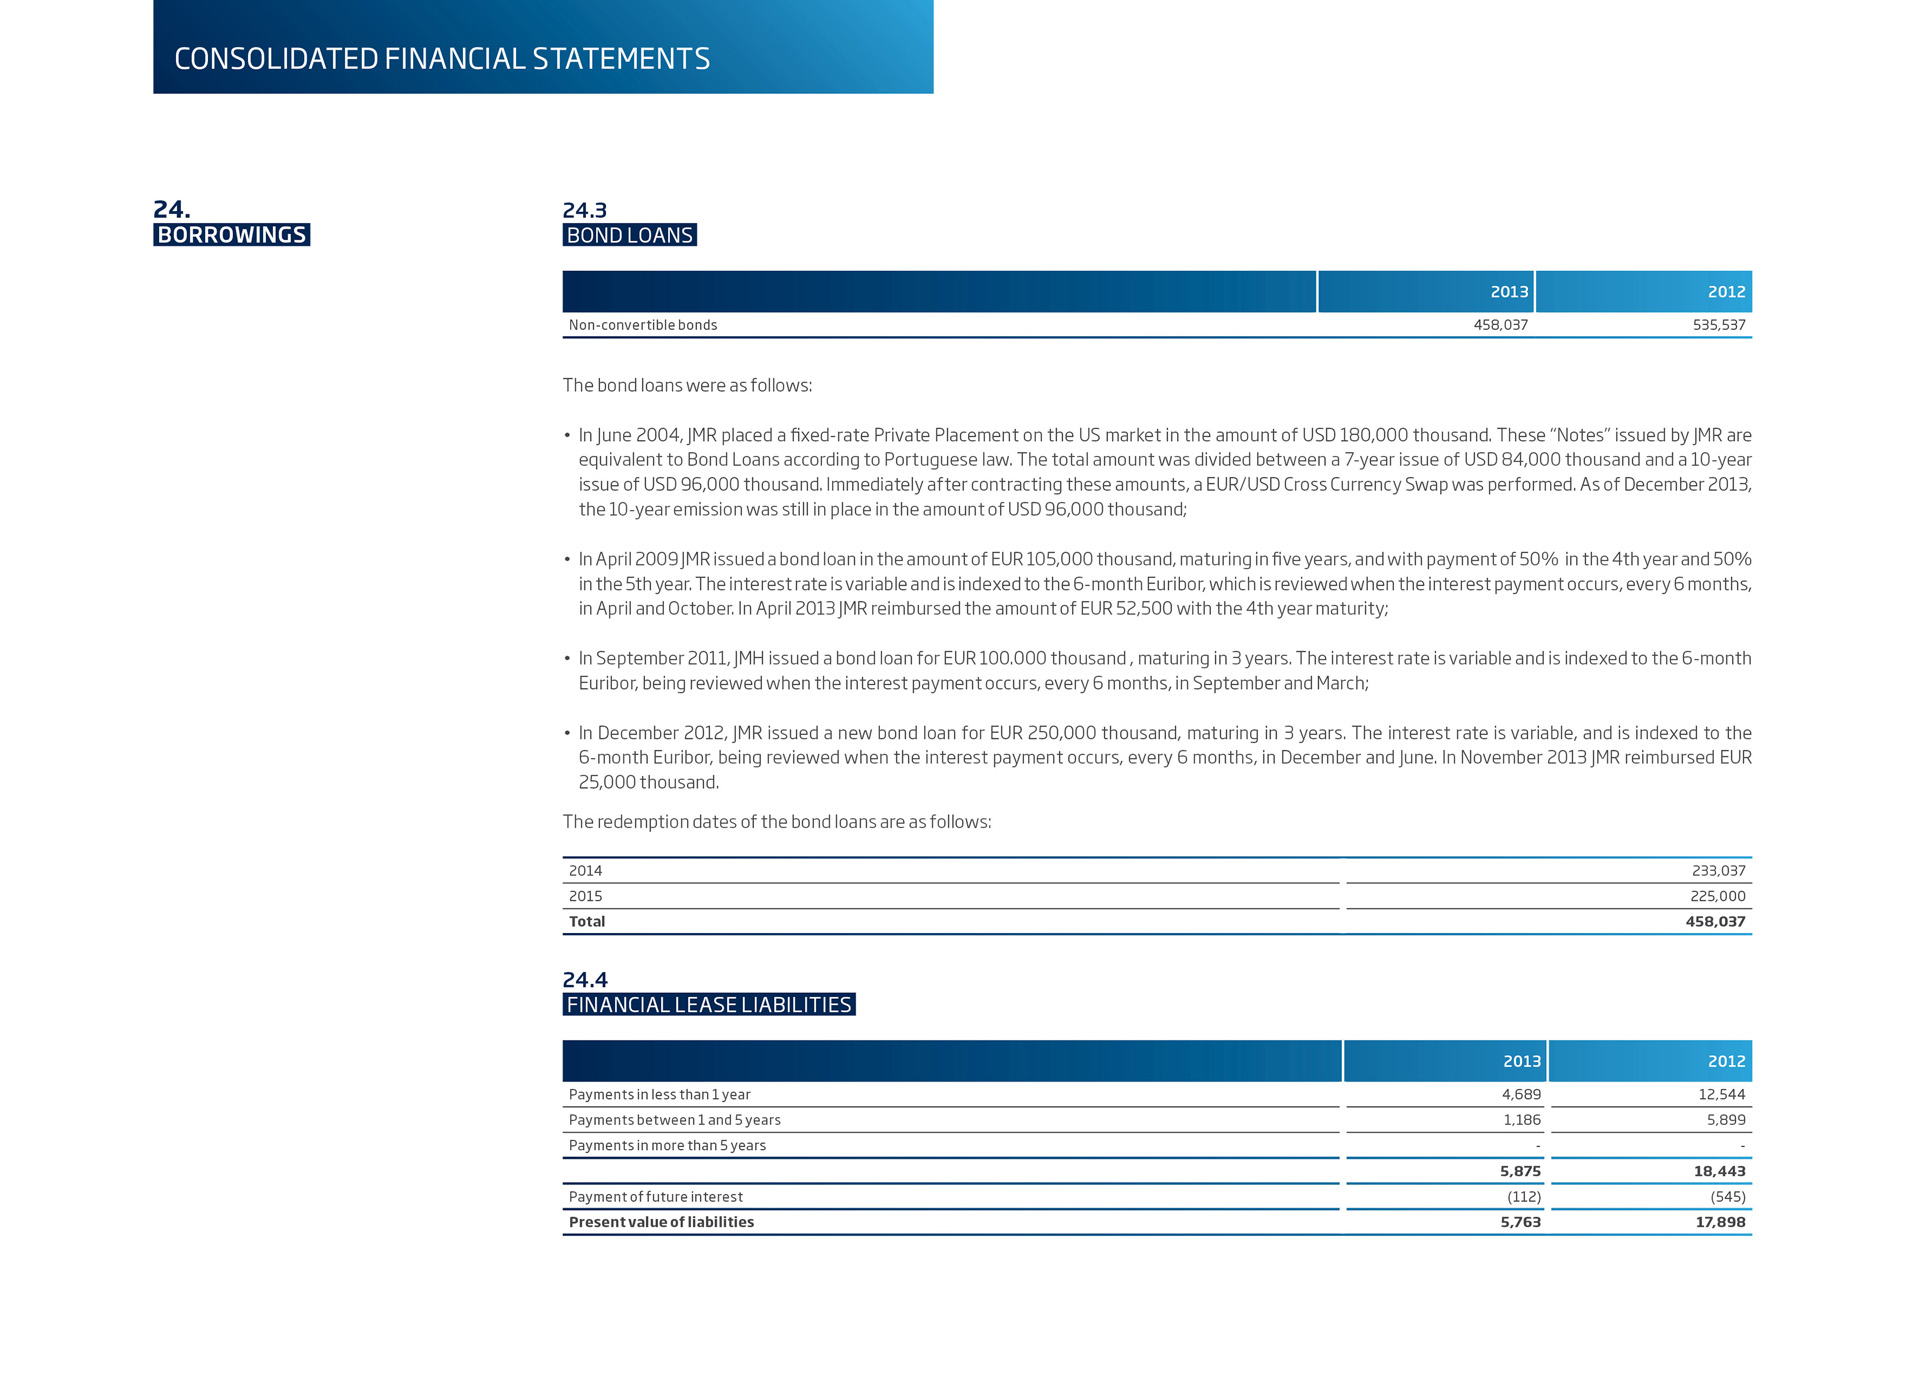 CONSOLIDATED FINANCIAL STATEMENTS
24.
BORROWINGS
24.3
BOND LOANS
2013 2012
Non-convertible bonds 458,037 535,537
The bond loans were as follows:
• In June 2004, JMR placed a fixed-rate Private Placement on the US market in the amount of USD 180,000 thousand. These “Notes” issued by JMR are
equivalent to Bond Loans according to Portuguese law. The total amount was divided between a 7-year issue of USD 84,000 thousand and a 10-year
issue of USD 96,000 thousand. Immediately after contracting these amounts, a EUR/USD Cross Currency Swap was performed. As of December 2013,
the 10-year emission was still in place in the amount of USD 96,000 thousand;
• In April 2009 JMR issued a bond loan in the amount of EUR 105,000 thousand, maturing in five years, and with payment of 50% in the 4th year and 50%
in the 5th year. The interest rate is variable and is indexed to the 6-month Euribor, which is reviewed when the interest payment occurs, every 6 months,
in April and October. In April 2013 JMR reimbursed the amount of EUR 52,500 with the 4th year maturity;
• In September 2011, JMH issued a bond loan for EUR 100.000 thousand , maturing in 3 years. The interest rate is variable and is indexed to the 6-month
Euribor, being reviewed when the interest payment occurs, every 6 months, in September and March;
• In December 2012, JMR issued a new bond loan for EUR 250,000 thousand, maturing in 3 years. The interest rate is variable, and is indexed to the
6-month Euribor, being reviewed when the interest payment occurs, every 6 months, in December and June. In November 2013 JMR reimbursed EUR
25,000 thousand.
The redemption dates of the bond loans are as follows:
2014 233,037
2015 225,000
Total 458,037
24.4
FINANCIAL LEASE LIABILITIES
2013 2012
Payments in less than 1 year 4,689 12,544
Payments between 1 and 5 years 1,186 5,899
Payments in more than 5 years - -
5,875 18,443
Payment of future interest (112) (545)
Present value of liabilities 5,763 17,898